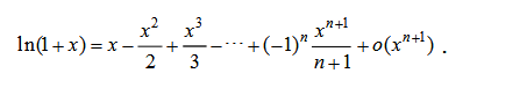 ln(1+x) = x − x²/2 + x³/3 − ⋯ + (−1)ⁿ xⁿ⁺¹/(n+1) + o(xⁿ⁺¹) .